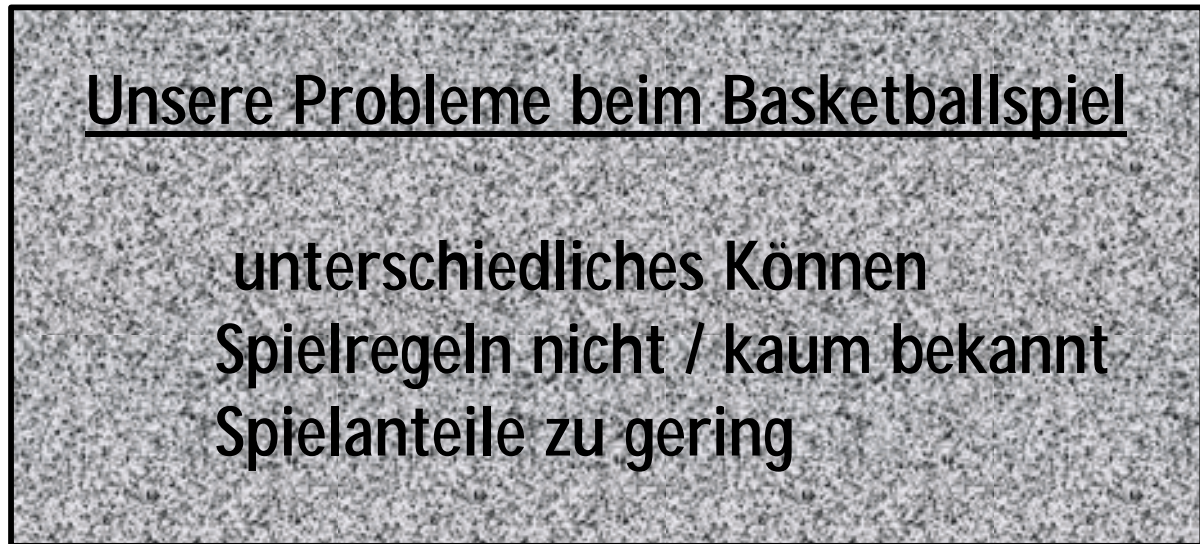 Unsere Probleme beim Basketballspiel
unterschiedliches Können
Spielregeln nicht / kaum bekannt
Spielanteile zu gering